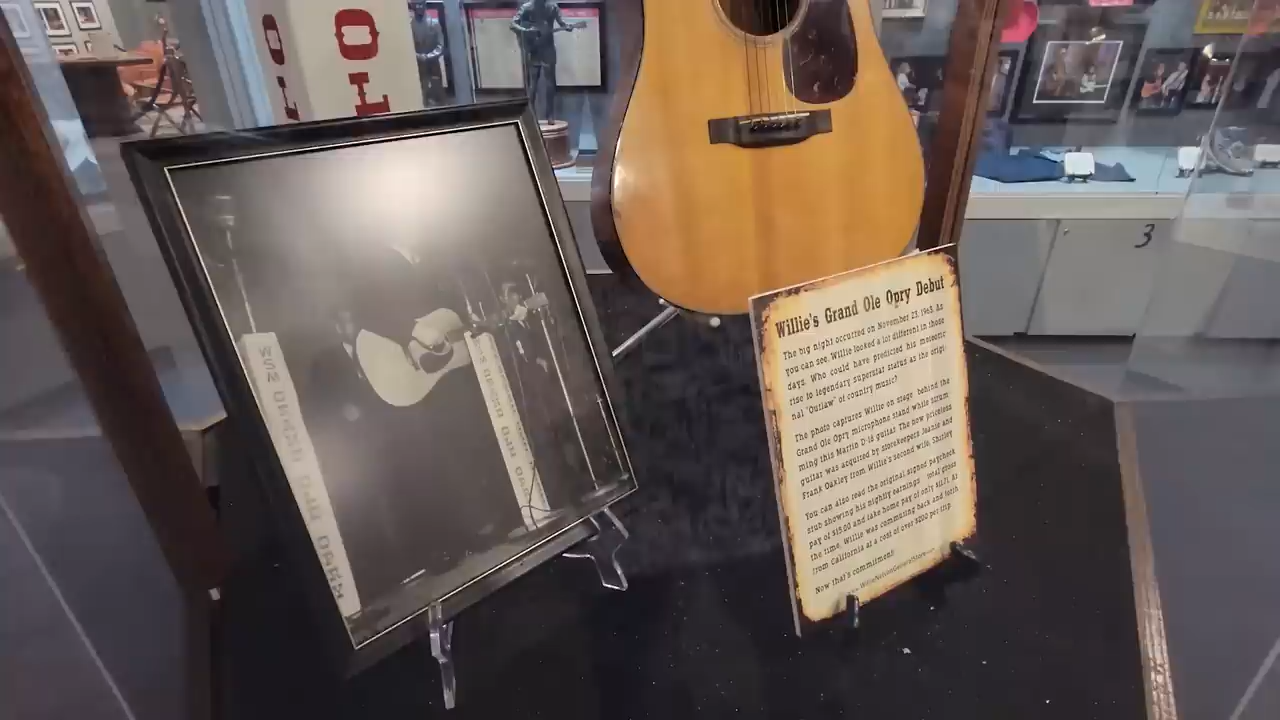 Willie's Grand Ole Opry Debut
The big night occurred on November 23, 1965. As
you can see, Willie looked a lot different in those
days. Who could have predicted his meteoric
rise to legendary superstar status as the origi-
nal "Outlaw" of country music?
The photo captures Willie on stage behind the
Grand Ole Opry microphone stand while strum
ming this Martin D-18 guitar. The now priceless
guitar was acquired by storekeepers Jeanie and
Frank Oakley from Willie's second wife, Shirley
You can also read the original signed paycheck
stub showing his nightly earnings total gross
pay of $15.00 and take home pay of only
the time, Willie was commuting back and forth
from California at a cost of over $200 per trip
Now that's commitment!
www.WillieNelsonGeneralStore.com
WSM GRAND OLE OPRY
GRAND OLE OPRY
3